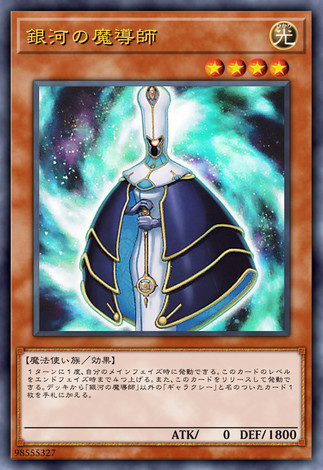 銀河の魔導師
光
【魔法使い族／効果】
１ターンに１度、自分のメインフェイズ時に発動できる。このカードのレベル
をエンドフェイズ時まで４つ上げる。また、このカードをリリースして発動でき
る。デッキから「銀河の魔導師」以外の「ギャラクシー」と名のついたカード１
枚を手札に加える。
ATK/ 0 DEF/1800
98555327